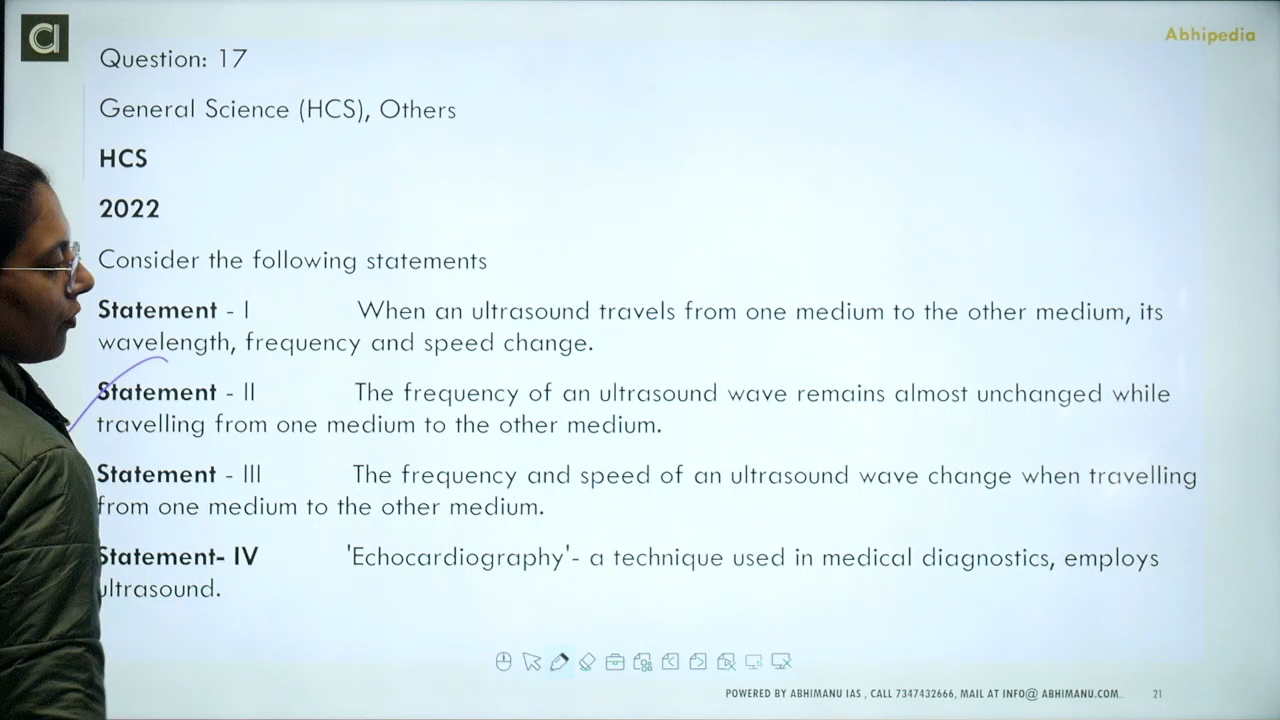 Abhipedia
Question: 17
General Science (HCS), Others
HCS
2022
Consider the following statements
Statement - I When an ultrasound travels from one medium to the other medium, its
wavelength, frequency and speed change.
Statement - II The frequency of an ultrasound wave remains almost unchanged while
travelling from one medium to the other medium.
Statement - III The frequency and speed of an ultrasound wave change when travelling
from one medium to the other medium.
Statement- IV 'Echocardiography'- a technique used in medical diagnostics, employs
ultrasound.
POWERED BY ABHIMANU IAS , CALL 7347432666, MAIL AT INFO@ ABHIMANU.COM.. 21